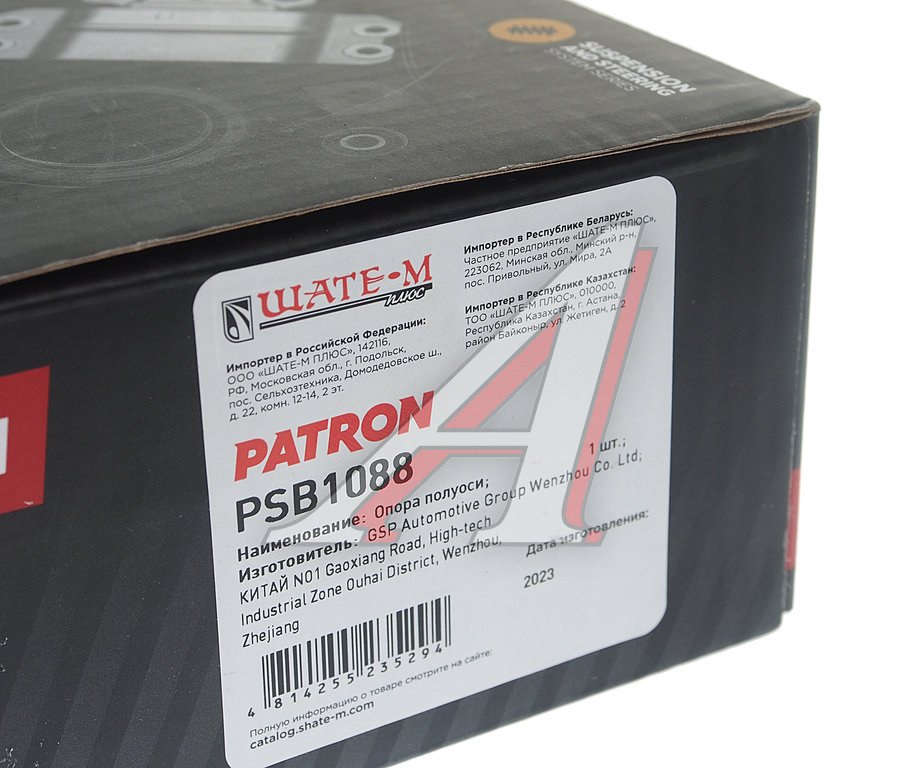 SUSPENSION
AND STEERING
SYSTEM SERIES
ШАТЕ-М
плюс
Импортер в Российской Федерации:
ООО «ШАТЕ-М ПЛЮС», 142116,
РФ, Московская обл., г. Подольск,
пос. Сельхозтехника, Домодедовское ш.,
д. 22, комн. 12-14, 2 эт.
Импортер в Республике Беларусь:
Частное предприятие «ШАТЕ-М ПЛЮС»,
223062, Минская обл., Минский р-н,
пос. Привольный, ул. Мира, 2А
Импортер в Республике Казахстан:
ТОО «ШАТЕ-М ПЛЮС», 010000,
Республика Казахстан, г. Астана,
район Байконыр, ул. Жетиген, д. 2
PATRON
PSB1088
Наименование: Опора полуоси; 1 шт.;
Изготовитель: GSP Automotive Group Wenzhou Co. Ltd;
КИТАЙ NO1 Gaoxiang Road, High-tech
Industrial Zone Ouhai District, Wenzhou,
Zhejiang
Дата изготовления:
2023
4 814255 235294
Полную информацию о товаре смотрите на сайте:
catalog.shate-m.com